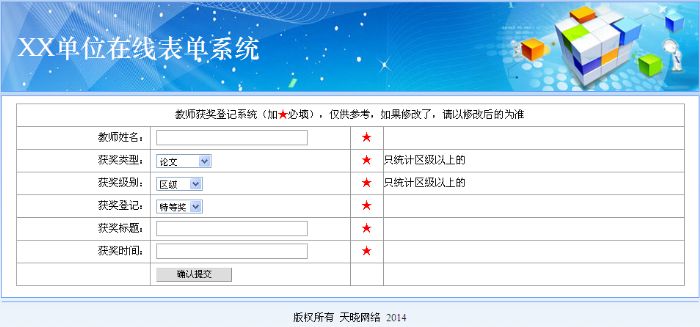 XX单位在线表单系统
教师获奖登记系统（加★必填），仅供参考，如果修改了，请以修改后的为准
教师姓名： ★
获奖类型： 论文 ★ 只统计区级以上的
获奖级别： 区级 ★ 只统计区级以上的
获奖登记： 特等奖 ★
获奖标题： ★
获奖时间： ★
确认提交
版权所有 天晓网络 2014